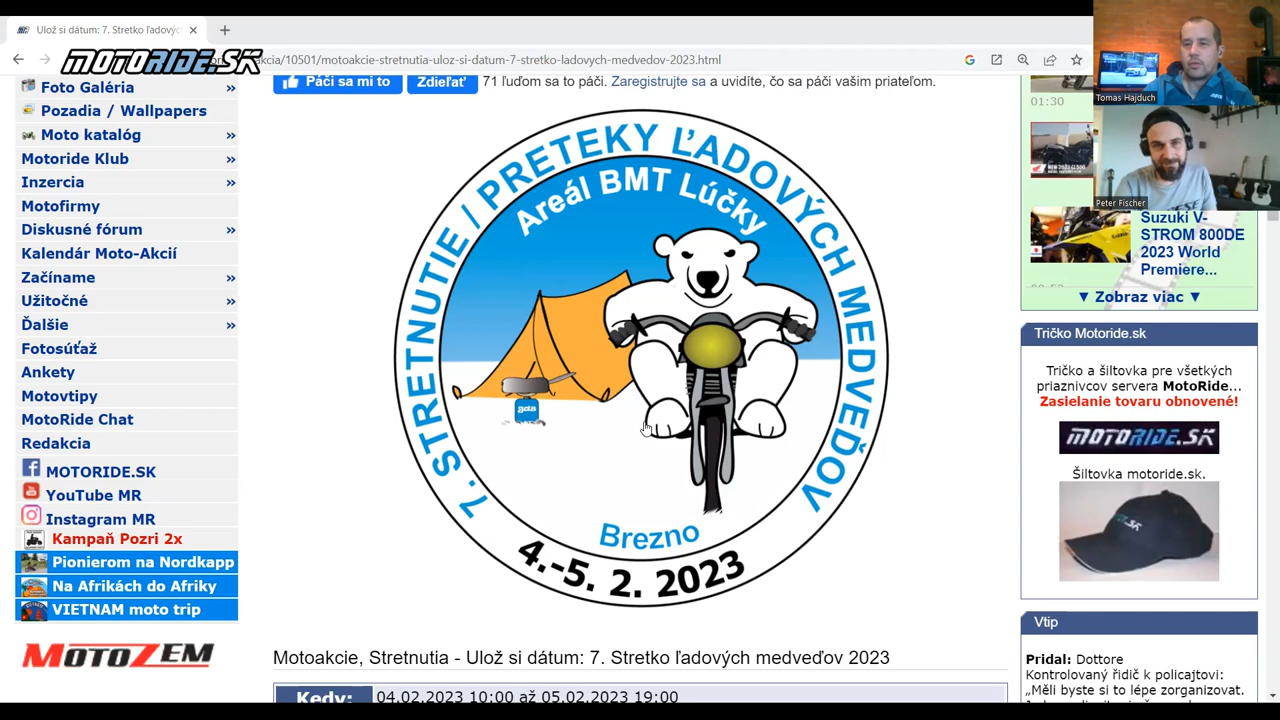 Ulož si dátum: 7. Stretko ľadových
MOTORIDE.SK
akcia/10501/motoakcie-stretnutia-uloz-si-datum-7-stretko-ladovych-medvedov-2023.html
Foto Galéria »
Pozadia / Wallpapers
Moto katalóg »
Motoride Klub »
Inzercia »
Motofirmy
Diskusné fórum »
Kalendár Moto-Akcií
Začíname »
Užitočné »
Ďalšie »
Fotosúťaž
Ankety
Motovtipy
MotoRide Chat
Redakcia
MOTORIDE.SK
YouTube MR
Instagram MR
Kampaň Pozri 2x
Pionierom na Nordkapp
Na Afrikách do Afriky
VIETNAM moto trip
MOTOZEM
Páči sa mi to
Zdieľať
71 ľuďom sa to páči. Zaregistrujte sa a uvidíte, čo sa páči vašim priateľom.
7. STRETNUTIE / PRETEKY ĽADOVÝCH MEDVEĎOV
Areál BMT Lúčky
Brezno
4.-5. 2. 2023
Motoakcie, Stretnutia - Ulož si dátum: 7. Stretko ľadových medveďov 2023
Kedy: 04.02.2023 10:00 až 05.02.2023 19:00
Tomas Hajduch
Peter Fischer
01:30
Suzuki V-
STROM 800DE
2023 World
Premiere...
▼ Zobraz viac ▼
Tričko Motoride.sk
Tričko a šiltovka pre všetkých
priaznivcov servera MotoRide...
Zasielanie tovaru obnovené!
MOTORIDE.SK
Šiltovka motoride.sk.
Vtip
Pridal: Dottore
Kontrolovaný řidič k policajtovi:
„Měli byste si to lépe zorganizovat.